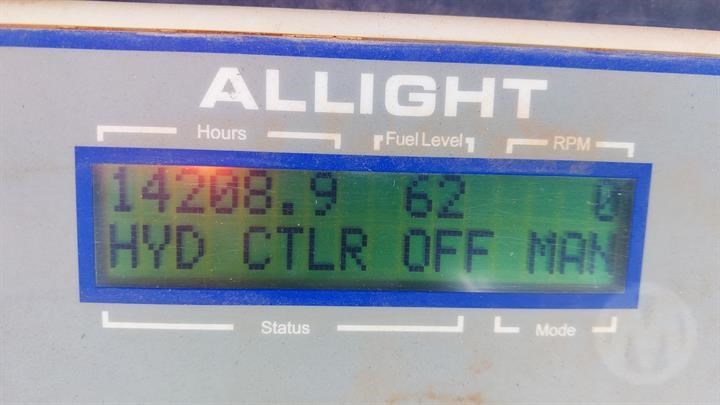 ALLIGHT
Hours Fuel Level RPM
14208.9 62 0
HYD CTLR OFF MAN
Status Mode